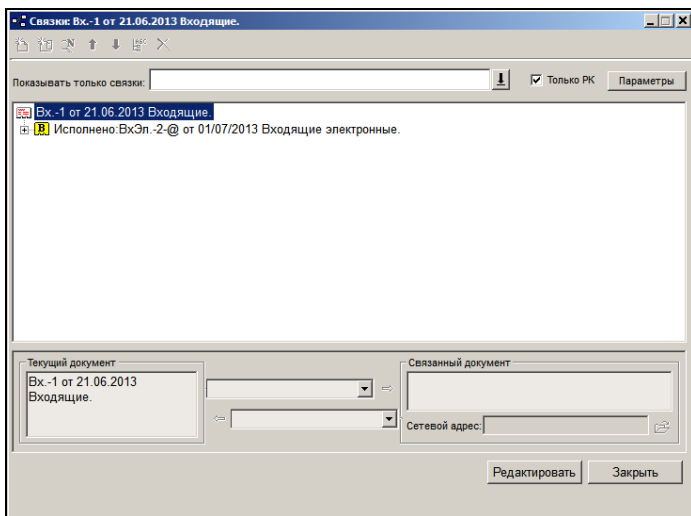 Связки: Вх.-1 от 21.06.2013 Входящие.
Показывать только связки:
Только РК
Параметры
Вх.-1 от 21.06.2013 Входящие.
В Исполнено:ВхЭл.-2-@ от 01/07/2013 Входящие электронные.
Текущий документ
Вх.-1 от 21.06.2013
Входящие.
Связанный документ
Сетевой адрес:
Редактировать
Закрыть